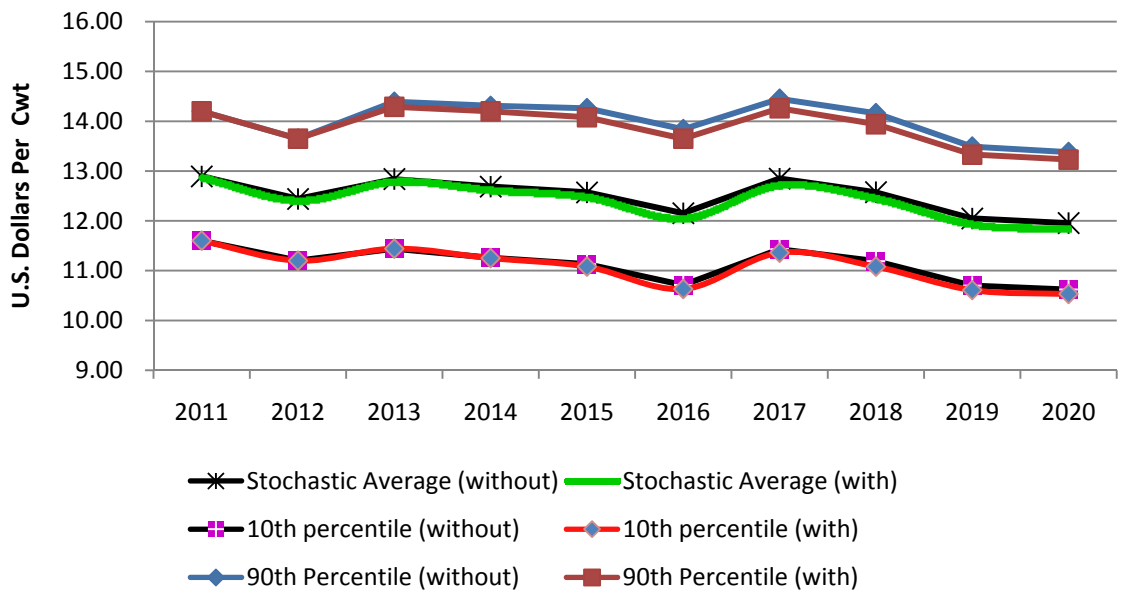 U.S. Dollars Per Cwt
16.00
15.00
14.00
13.00
12.00
11.00
10.00
9.00
2011 2012 2013 2014 2015 2016 2017 2018 2019 2020
Stochastic Average (without) Stochastic Average (with)
10th percentile (without) 10th percentile (with)
90th Percentile (without) 90th Percentile (with)